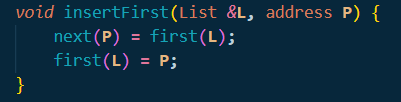 void insertFirst(List &L, address P) {
    next(P) = first(L);
    first(L) = P;
}